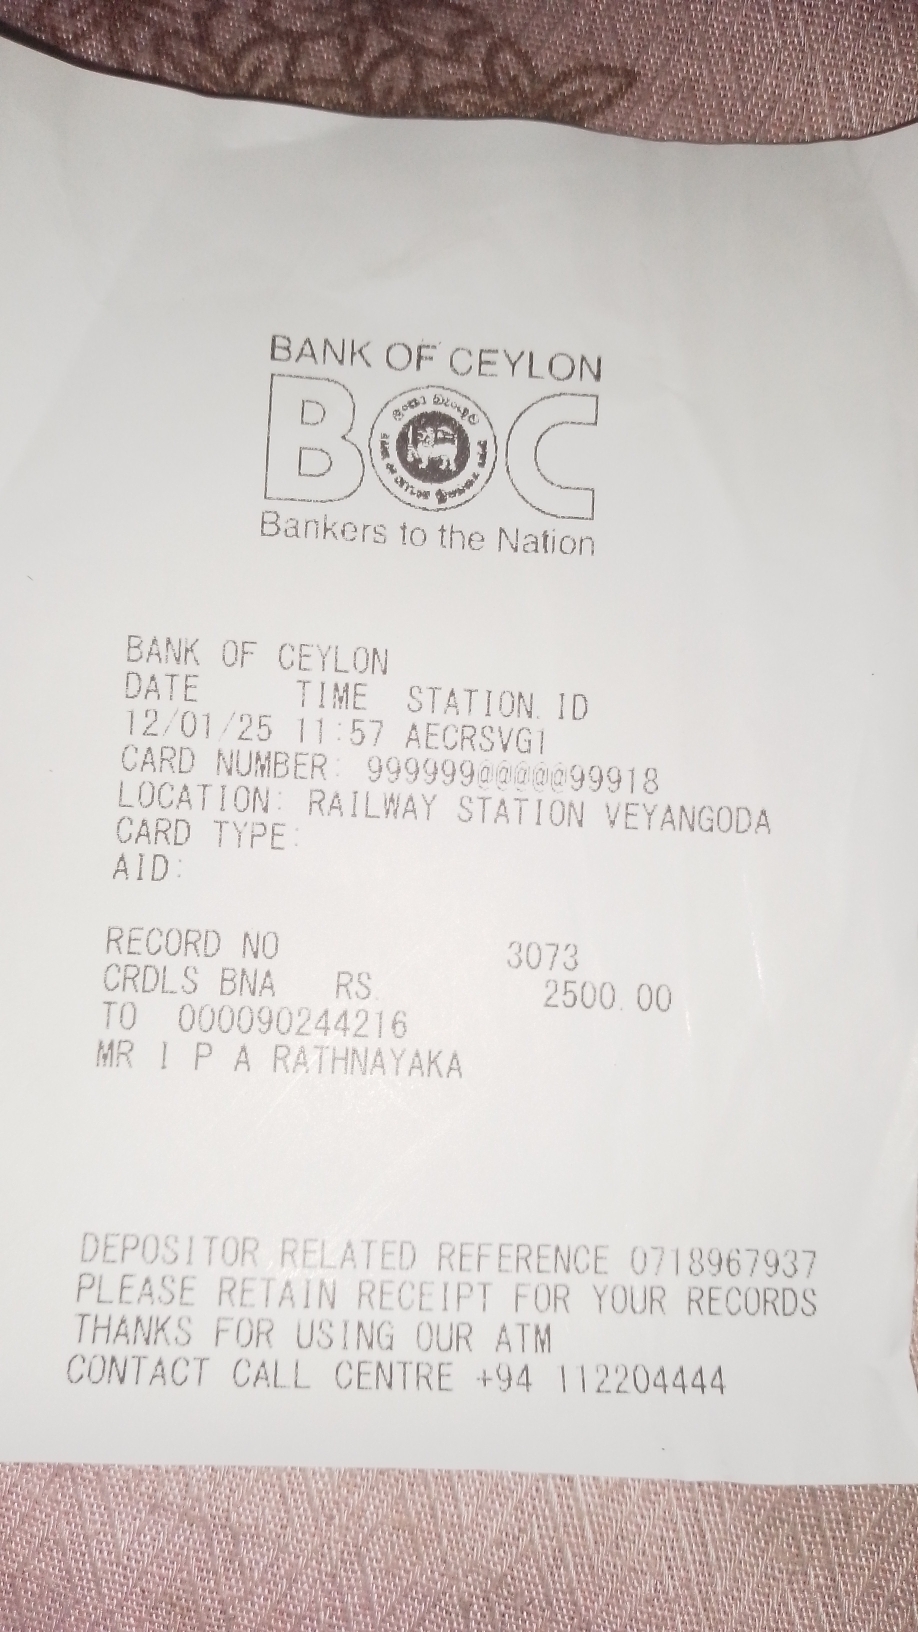 BANK OF CEYLON
BOC
Bankers to the Nation
BANK OF CEYLON
DATE TIME STATION ID
12/01/25 11:57 AECRSVG1
CARD NUMBER: 999999@@@@@99918
LOCATION: RAILWAY STATION VEYANGODA
CARD TYPE:
AID:
RECORD NO 3073
CRDLS BNA RS. 2500.00
TO 000090244216
MR I P A RATHNAYAKA
DEPOSITOR RELATED REFERENCE 0718967937
PLEASE RETAIN RECEIPT FOR YOUR RECORDS
THANKS FOR USING OUR ATM
CONTACT CALL CENTRE +94 112204444